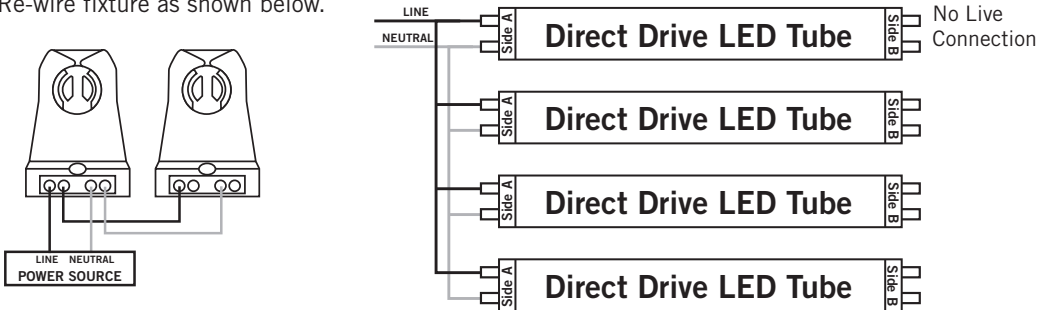 Re-wire fixture as shown below.
LINE NEUTRAL
POWER SOURCE
LINE
NEUTRAL
Side A Direct Drive LED Tube Side B
No Live
Connection
Side A Direct Drive LED Tube Side B
Side A Direct Drive LED Tube Side B
Side A Direct Drive LED Tube Side B